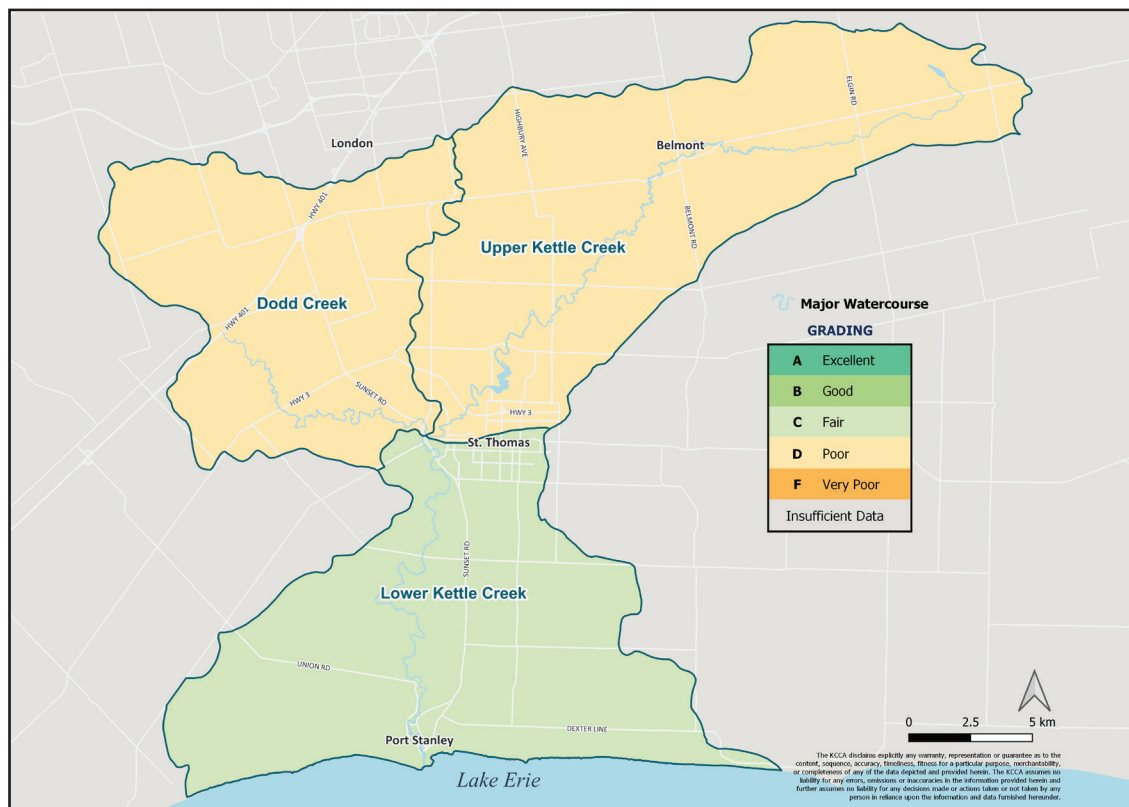 London
HIGHBURY AVE
ELGIN RD
Belmont
HWY 401
BELMONT RD
Upper Kettle Creek
Dodd Creek
HWY 401
Major Watercourse
GRADING
A Excellent
B Good
C Fair
D Poor
F Very Poor
Insufficient Data
SUNSET RD
HWY 3
HWY 3
St. Thomas
SUNSET RD
Lower Kettle Creek
UNION RD
DEXTER LINE
Port Stanley
0 2.5 5 km
Lake Erie
The KCCA disclaims explicitly any warranty, representation or guarantee as to the
content, sequence, accuracy, timeliness, fitness for a particular purpose, merchantability,
or completeness of any of the data depicted and provided herein. The KCCA assumes no
liability for any errors, omissions or inaccuracies in the information provided herein and
further assumes no liability for any decisions made or actions taken or not taken by any
person in reliance upon the information and data furnished hereunder.